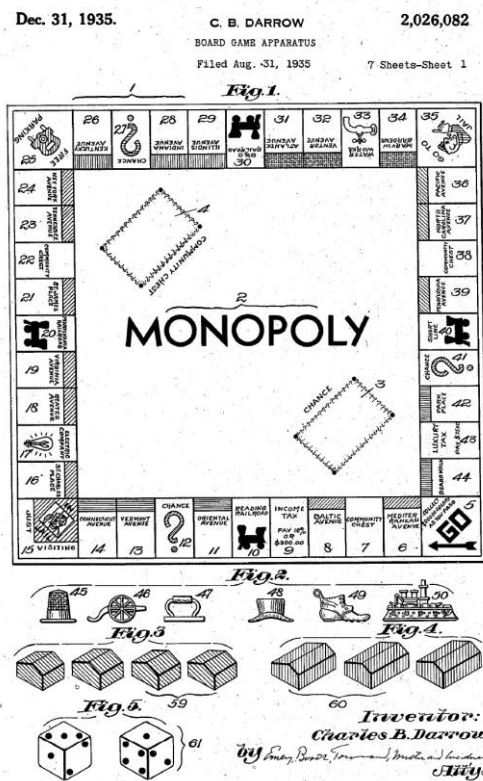 Dec. 31, 1935.
C. B. DARROW
2,026,082
BOARD GAME APPARATUS
Filed Aug. 31, 1935
7 Sheets-Sheet 1
Fig.1.
1
25
FREE PARKING
26
KENTUCKY AVENUE
27
CHANCE
28
INDIANA AVENUE
29
ILLINOIS AVENUE
30
B & O RAILROAD
31
ATLANTIC AVENUE
32
VENTNOR AVENUE
33
WATER WORKS
34
MARVIN GARDENS
35
GO TO JAIL
24
NEW YORK AVENUE
23
TENNESSEE AVENUE
22
COMMUNITY CHEST
21
ST. JAMES PLACE
20
PENNSYLVANIA RAILROAD
19
VIRGINIA AVENUE
18
STATES AVENUE
17
ELECTRIC COMPANY
16
ST. CHARLES PLACE
36
PACIFIC AVENUE
37
NORTH CAROLINA AVENUE
38
COMMUNITY CHEST
39
PENNSYLVANIA AVENUE
40
SHORT LINE
41
CHANCE
42
PARK PLACE
43
LUXURY TAX
44
BOARDWALK
4
COMMUNITY CHEST
2
MONOPOLY
CHANCE
3
15
JUST VISITING
IN JAIL
14
CONNECTICUT AVENUE
13
VERMONT AVENUE
12
CHANCE
11
ORIENTAL AVENUE
10
READING RAILROAD
9
INCOME TAX
PAY 10% OR $200.00
8
BALTIC AVENUE
7
COMMUNITY CHEST
6
MEDITERRANEAN AVENUE
5
GO
Fig.2.
45 46 47 48 49 50
Fig.3
Fig.4.
59
60
Fig.5.
61
Inventor:
Charles B. Darrow
by
Attys